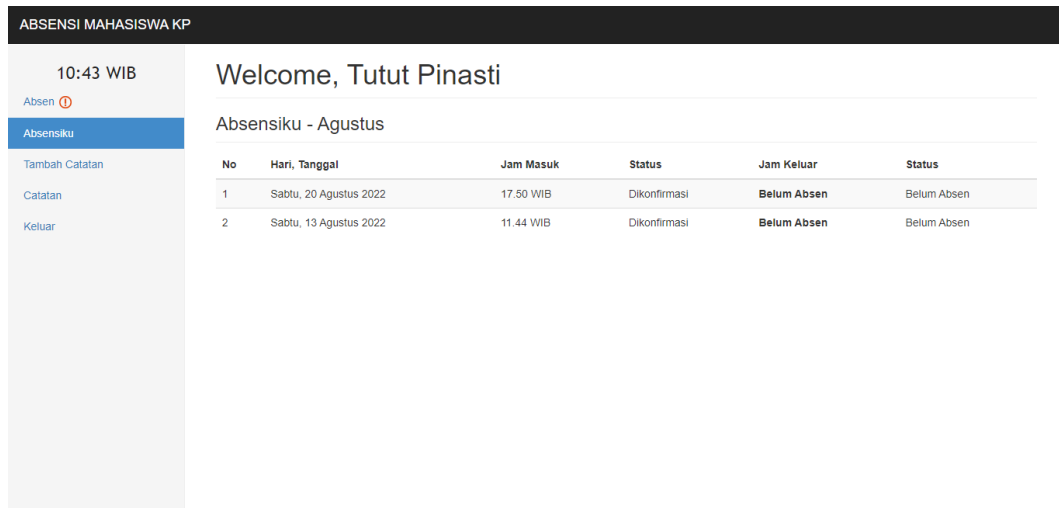 ABSENSI MAHASISWA KP
10:43 WIB
Absen
Absensiku
Tambah Catatan
Catatan
Keluar
Welcome, Tutut Pinasti
Absensiku - Agustus
No Hari, Tanggal Jam Masuk Status Jam Keluar Status
1 Sabtu, 20 Agustus 2022 17.50 WIB Dikonfirmasi Belum Absen Belum Absen
2 Sabtu, 13 Agustus 2022 11.44 WIB Dikonfirmasi Belum Absen Belum Absen